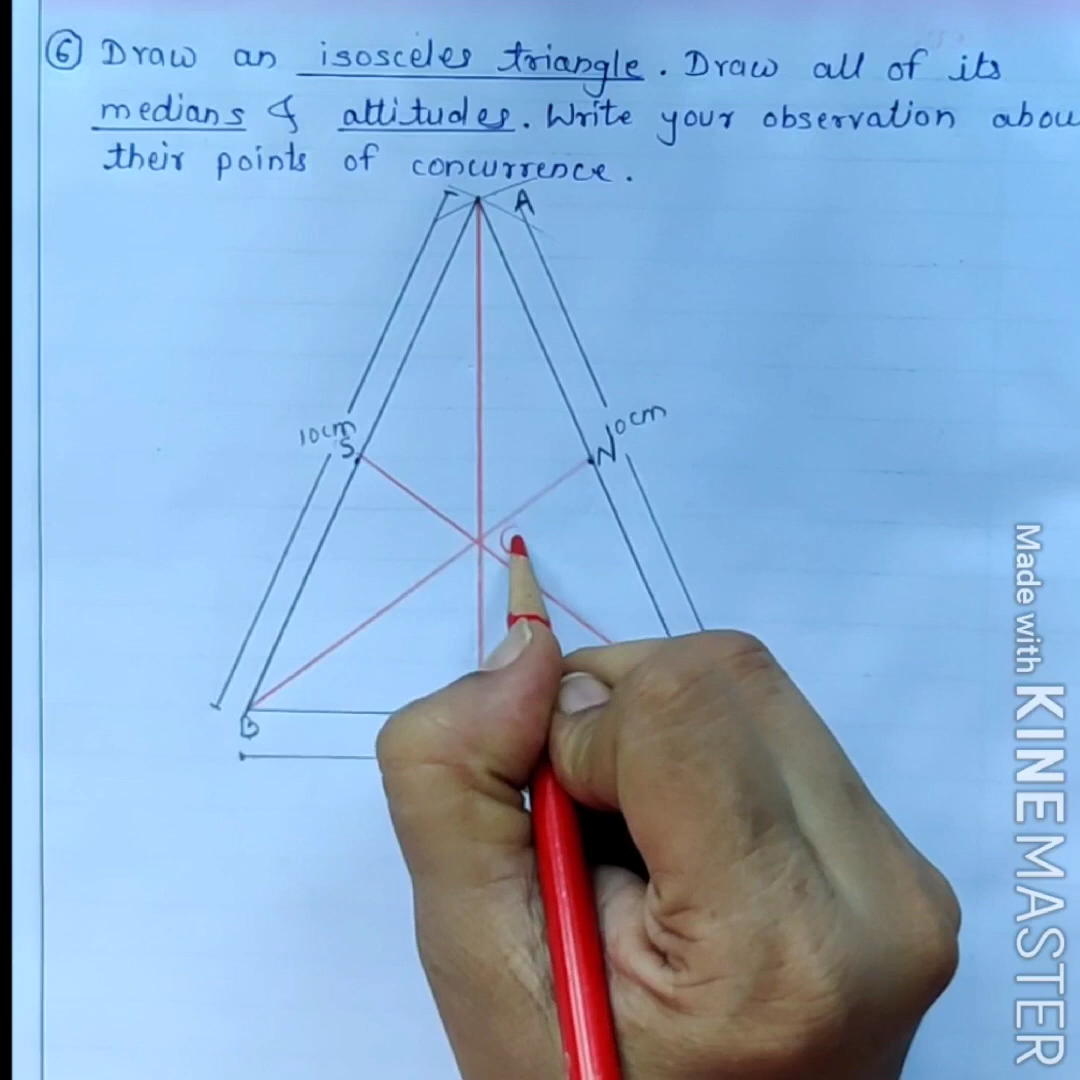 ⑥ Draw an isosceles triangle. Draw all of its
medians & altitudes. Write your observation abou
their points of concurrence.
A
10cm
10cm
S
N
B
Made with KINEMASTER